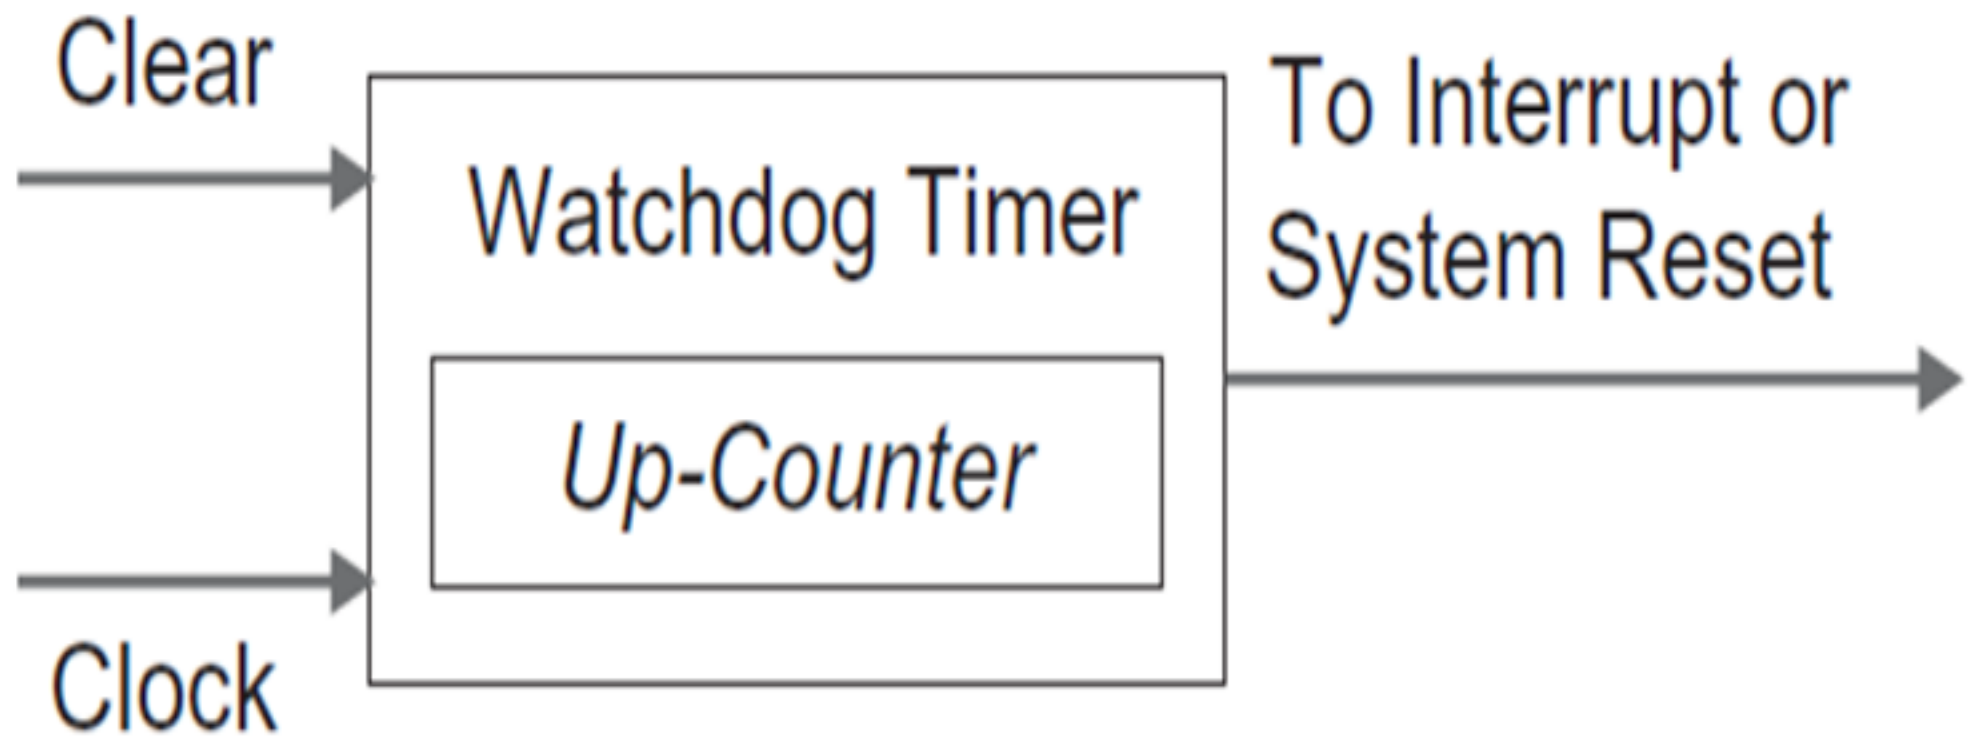 Clear
To Interrupt or
System Reset
Watchdog Timer
Up-Counter
Clock